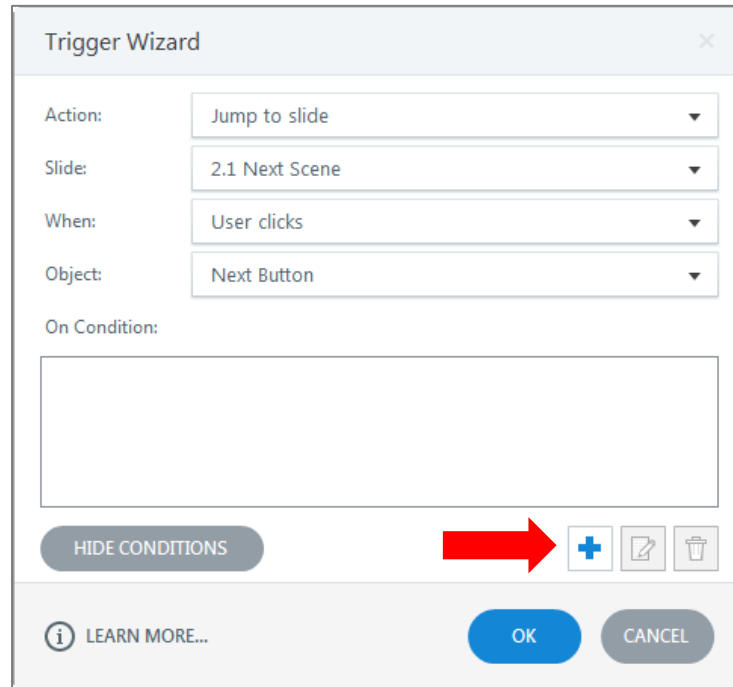 Trigger Wizard
Action: Jump to slide
Slide: 2.1 Next Scene
When: User clicks
Object: Next Button
On Condition:
HIDE CONDITIONS
LEARN MORE... OK CANCEL